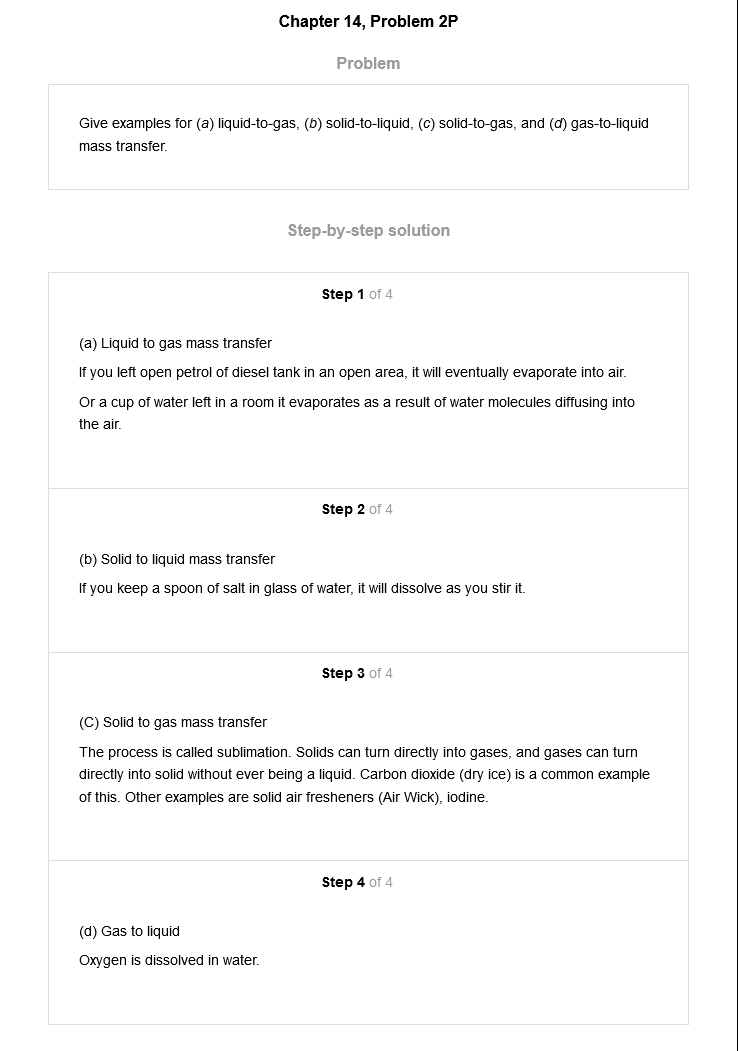 Chapter 14, Problem 2P
Problem
Give examples for (a) liquid-to-gas, (b) solid-to-liquid, (c) solid-to-gas, and (d) gas-to-liquid
mass transfer.
Step-by-step solution
Step 1 of 4
(a) Liquid to gas mass transfer
If you left open petrol of diesel tank in an open area, it will eventually evaporate into air.
Or a cup of water left in a room it evaporates as a result of water molecules diffusing into
the air.
Step 2 of 4
(b) Solid to liquid mass transfer
If you keep a spoon of salt in glass of water, it will dissolve as you stir it.
Step 3 of 4
(C) Solid to gas mass transfer
The process is called sublimation. Solids can turn directly into gases, and gases can turn
directly into solid without ever being a liquid. Carbon dioxide (dry ice) is a common example
of this. Other examples are solid air fresheners (Air Wick), iodine.
Step 4 of 4
(d) Gas to liquid
Oxygen is dissolved in water.